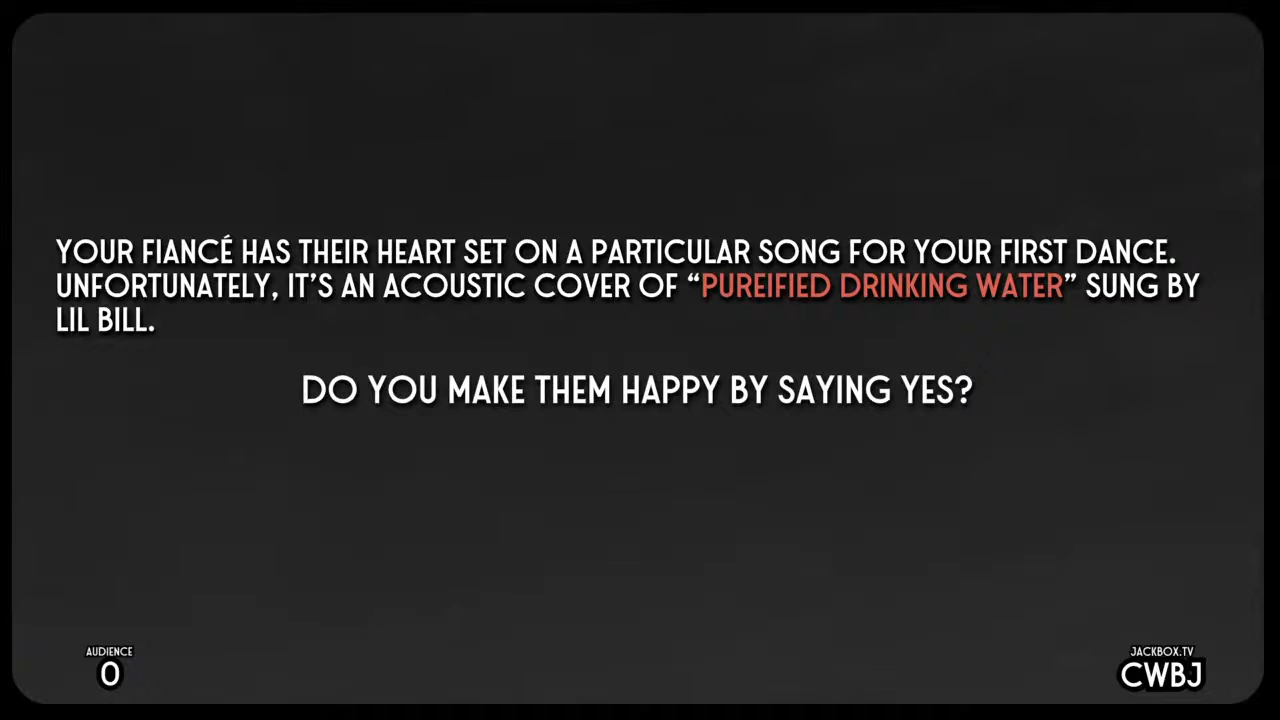 YOUR FIANCÉ HAS THEIR HEART SET ON A PARTICULAR SONG FOR YOUR FIRST DANCE.
UNFORTUNATELY, IT'S AN ACOUSTIC COVER OF “PUREIFIED DRINKING WATER” SUNG BY
LIL BILL.
DO YOU MAKE THEM HAPPY BY SAYING YES?
AUDIENCE
0
JACKBOX.TV
CWBJ